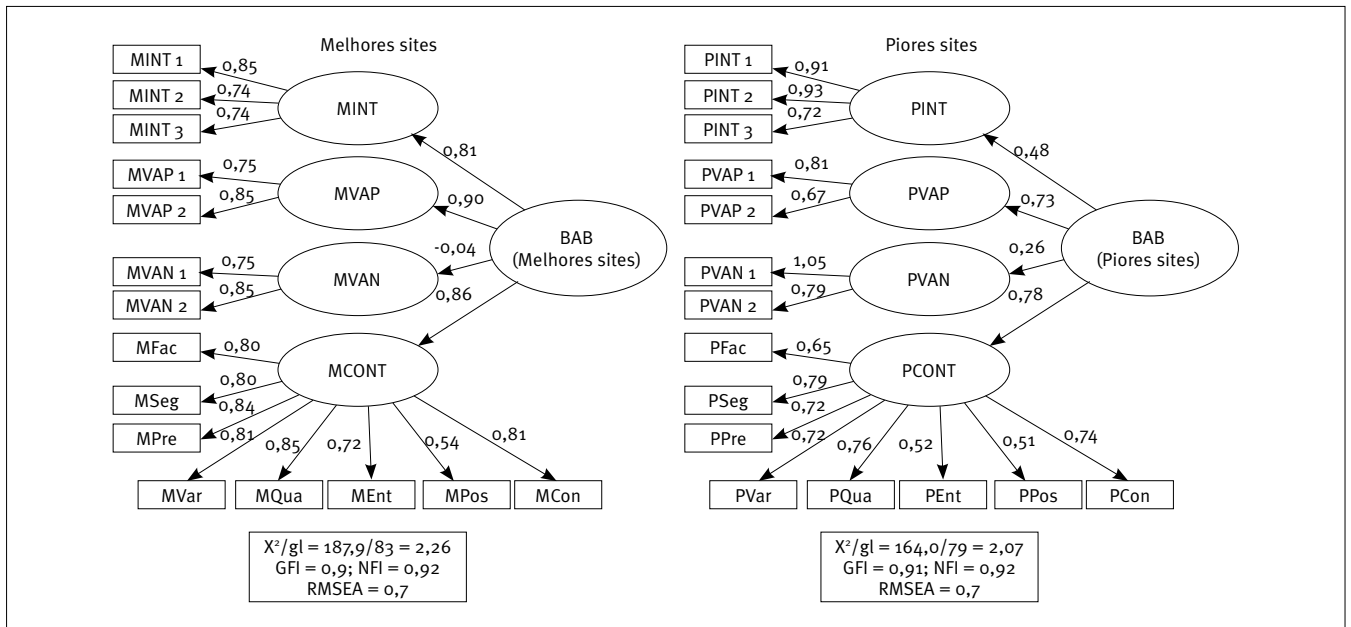 Melhores sites
MINT 1
0,85
MINT 2
0,74
MINT 3
0,74
MINT
0,81
MVAP 1
0,75
MVAP 2
0,85
MVAP
0,90
MVAN 1
0,75
MVAN 2
0,85
MVAN
-0,04
BAB
(Melhores sites)
0,86
MFac
0,80
MSeg
0,80
MPre
0,84
MCONT
0,81
0,85
0,72
0,54
0,81
MVar
MQua
MEnt
MPos
MCon
X²/gl = 187,9/83 = 2,26
GFI = 0,9; NFI = 0,92
RMSEA = 0,7
Piores sites
PINT 1
0,91
PINT 2
0,93
PINT 3
0,72
PINT
0,48
PVAP 1
0,81
PVAP 2
0,67
PVAP
0,73
PVAN 1
1,05
PVAN 2
0,79
PVAN
0,26
BAB
(Piores sites)
0,78
PFac
0,65
PSeg
0,79
PPre
0,72
PCONT
0,72
0,76
0,52
0,51
0,74
PVar
PQua
PEnt
PPos
PCon
X²/gl = 164,0/79 = 2,07
GFI = 0,91; NFI = 0,92
RMSEA = 0,7